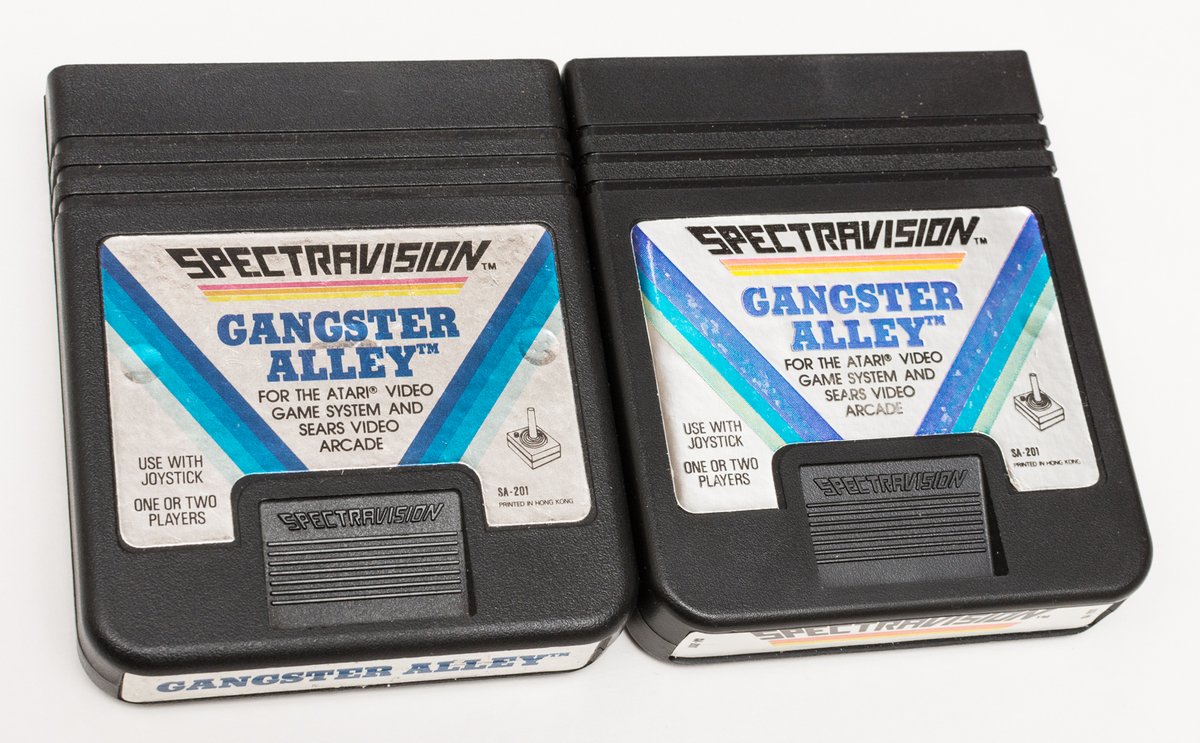 SPECTRAVISION™
GANGSTER
ALLEY™
FOR THE ATARI® VIDEO
GAME SYSTEM AND
SEARS VIDEO
ARCADE
USE WITH
JOYSTICK
ONE OR TWO
PLAYERS
SA-201
PRINTED IN HONG KONG
SPECTRAVISION
GANGSTER ALLEY™
SPECTRAVISION™
GANGSTER
ALLEY™
FOR THE ATARI® VIDEO
GAME SYSTEM AND
SEARS VIDEO
ARCADE
USE WITH
JOYSTICK
ONE OR TWO
PLAYERS
SA-201
PRINTED IN HONG KONG
SPECTRAVISION
SPECTRAVISION™